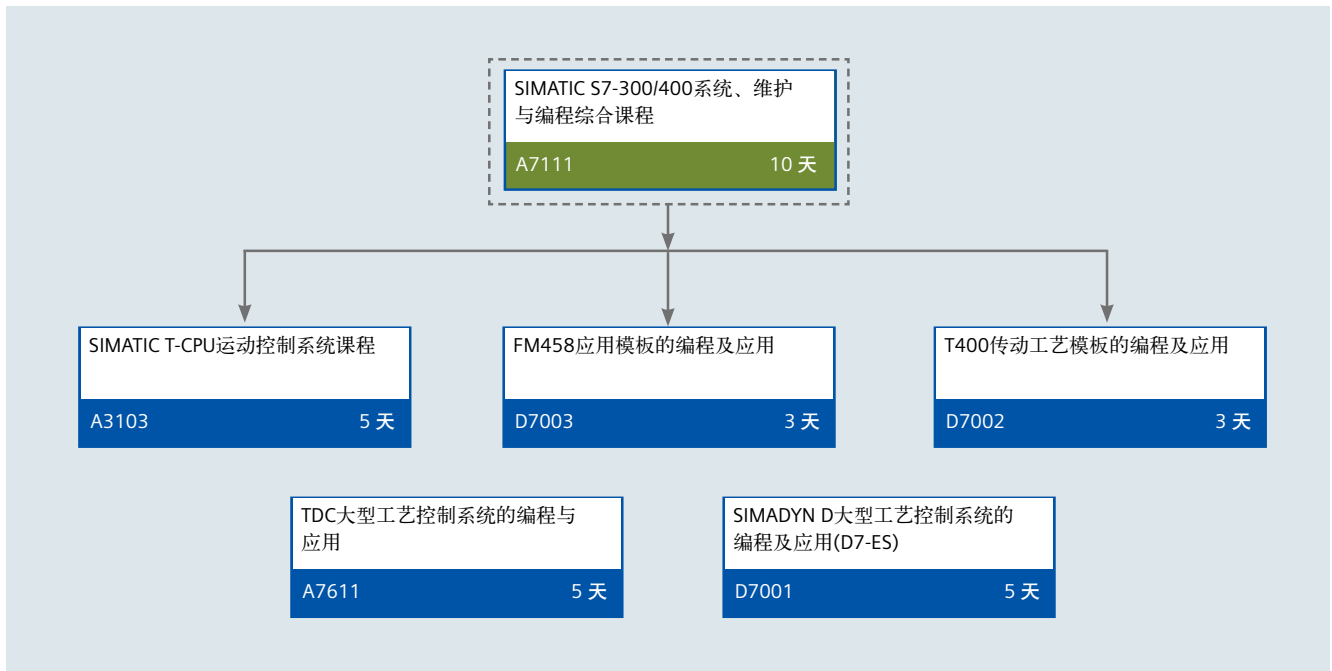 SIMATIC S7-300/400系统、维护
与编程综合课程
A7111 10 天
SIMATIC T-CPU运动控制系统课程
A3103 5 天
FM458应用模板的编程及应用
D7003 3 天
T400传动工艺模板的编程及应用
D7002 3 天
TDC大型工艺控制系统的编程与
应用
A7611 5 天
SIMADYN D大型工艺控制系统的
编程及应用(D7-ES)
D7001 5 天